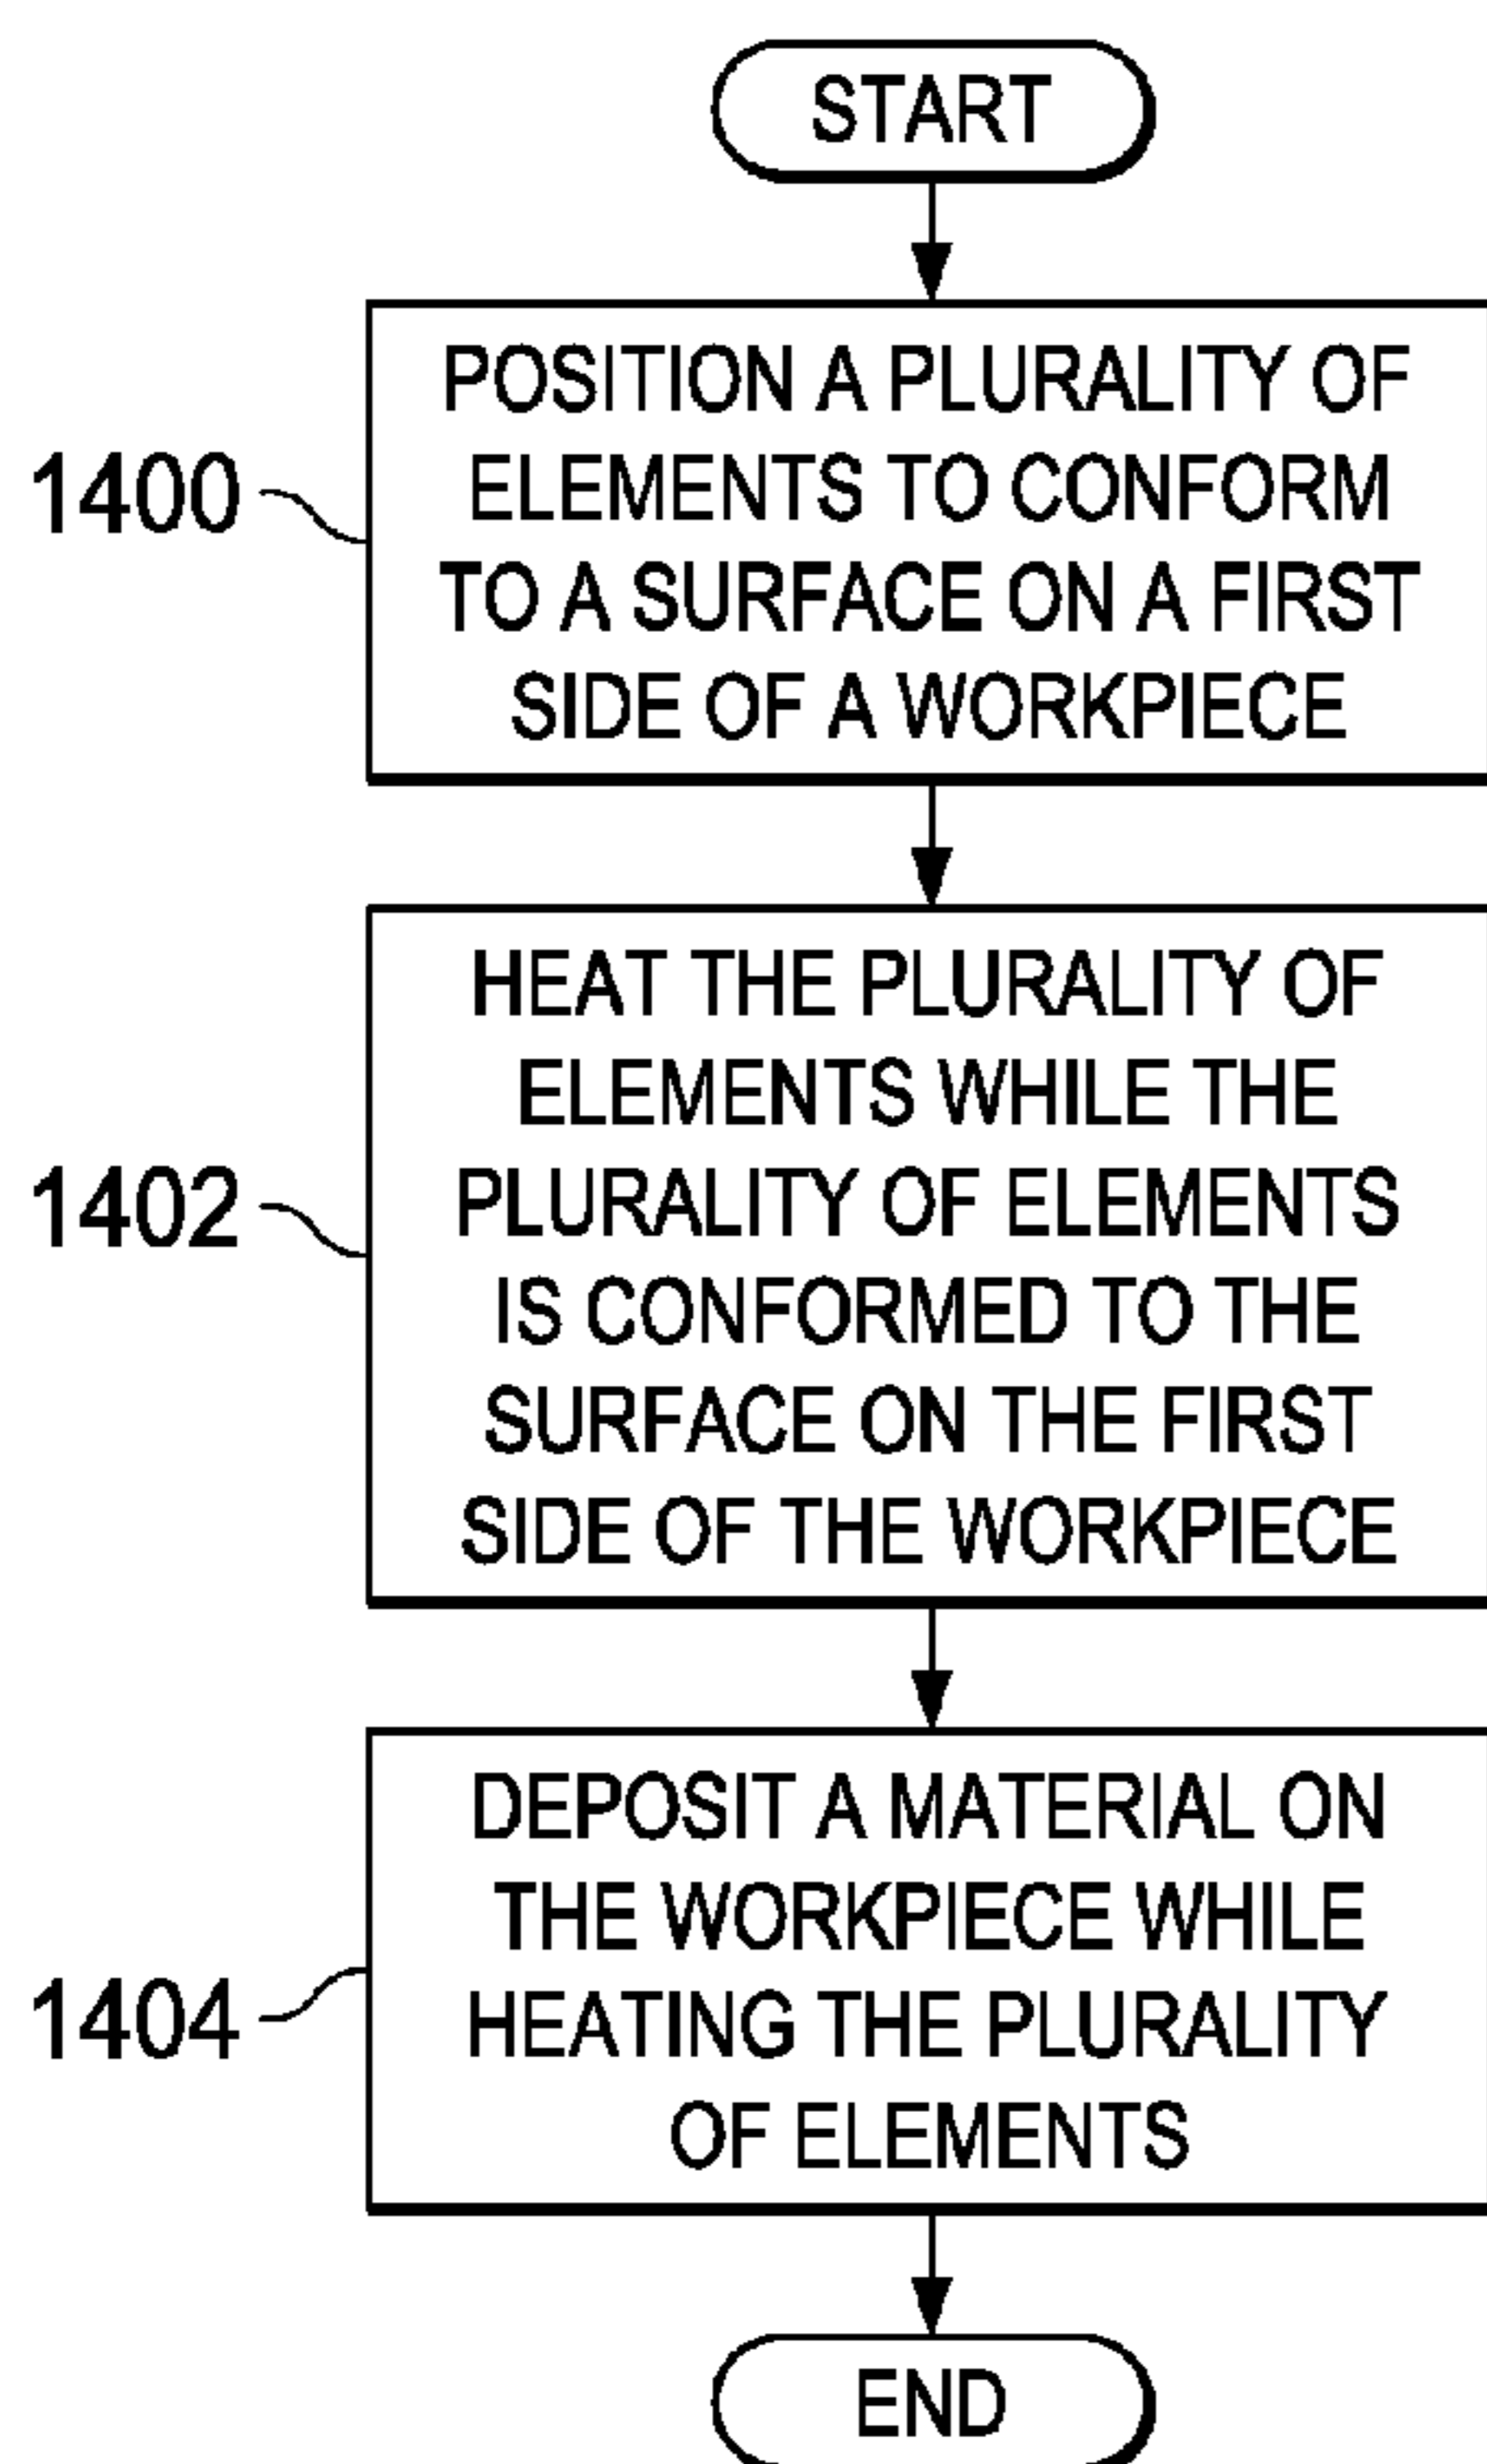 START
POSITION A PLURALITY OF
ELEMENTS TO CONFORM
TO A SURFACE ON A FIRST
SIDE OF A WORKPIECE
1400
HEAT THE PLURALITY OF
ELEMENTS WHILE THE
PLURALITY OF ELEMENTS
IS CONFORMED TO THE
SURFACE ON THE FIRST
SIDE OF THE WORKPIECE
1402
DEPOSIT A MATERIAL ON
THE WORKPIECE WHILE
HEATING THE PLURALITY
OF ELEMENTS
1404
END